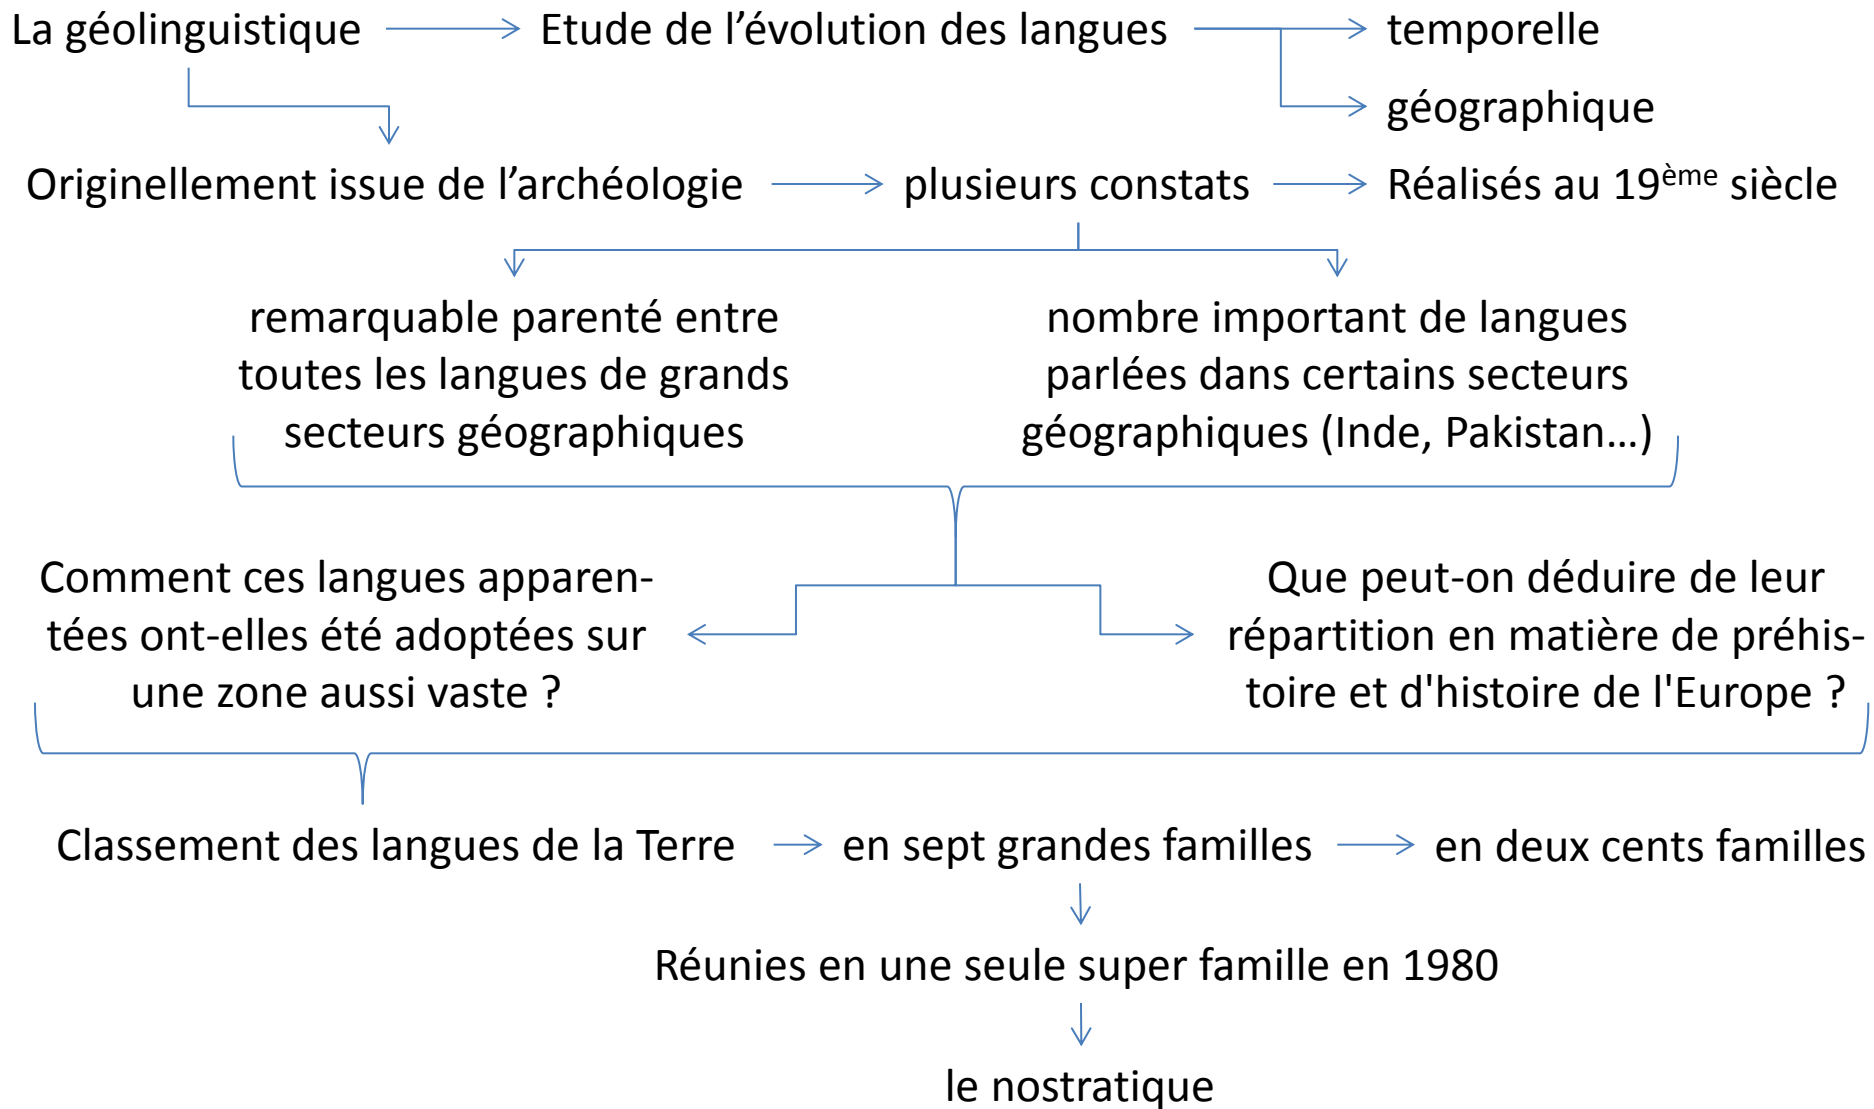 La géolinguistique
Etude de l’évolution des langues
temporelle
géographique
Originellement issue de l’archéologie
plusieurs constats
Réalisés au 19ème siècle
remarquable parenté entre
toutes les langues de grands
secteurs géographiques
nombre important de langues
parlées dans certains secteurs
géographiques (Inde, Pakistan…)
Comment ces langues apparen-
tées ont-elles été adoptées sur
une zone aussi vaste ?
Que peut-on déduire de leur
répartition en matière de préhis-
toire et d'histoire de l'Europe ?
Classement des langues de la Terre
en sept grandes familles
en deux cents familles
Réunies en une seule super famille en 1980
le nostratique